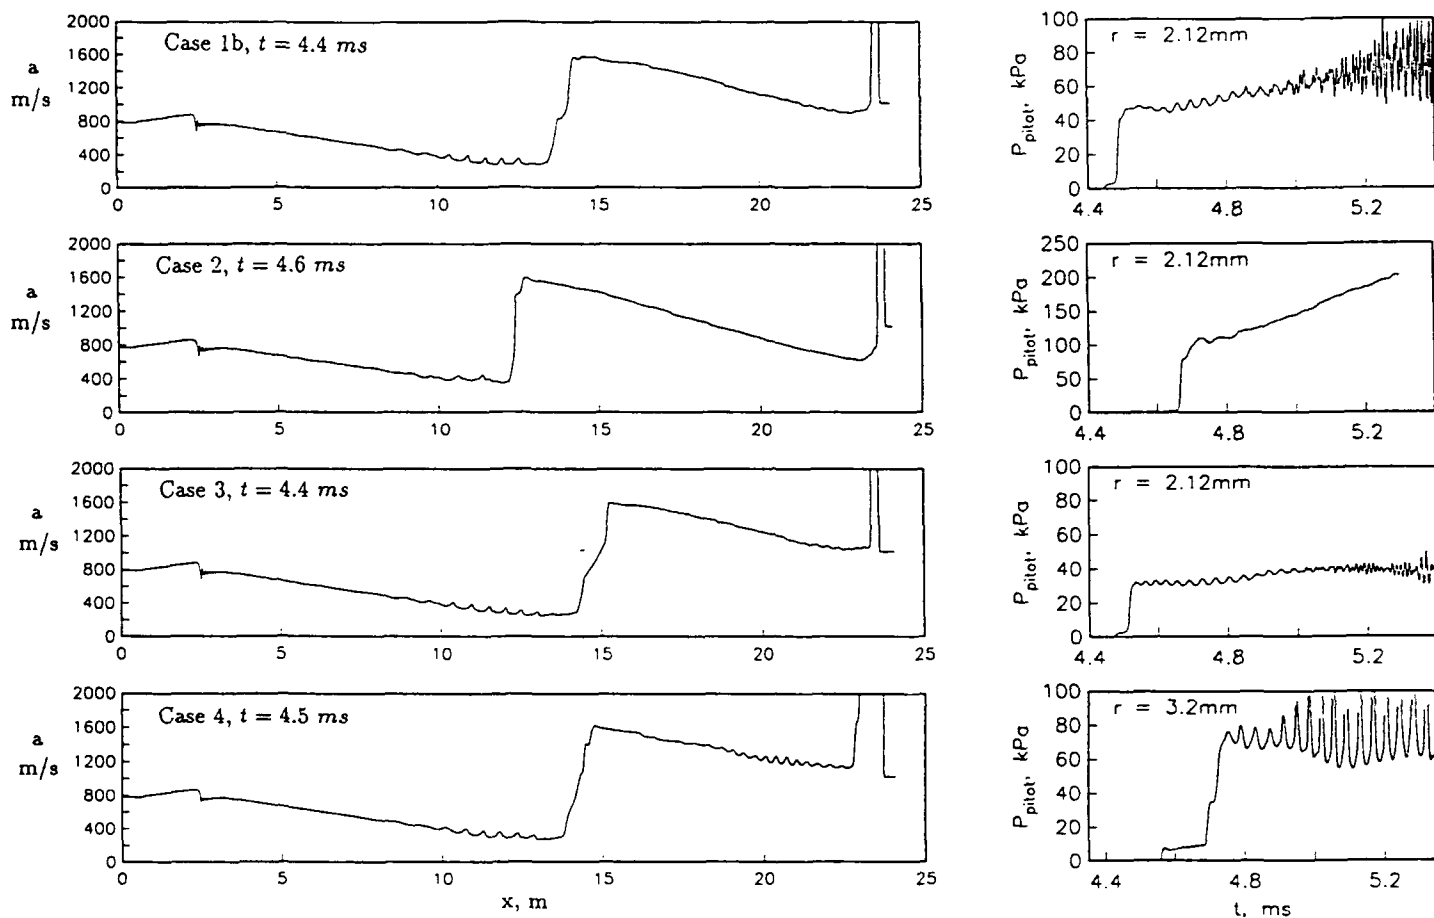 2000
1600
1200
800
400
0
a
m/s
Case 1b, t = 4.4 ms
0 5 10 15 20 25
100
80
60
40
20
0
P_pitot, kPa
r = 2.12mm
4.4 4.8 5.2
2000
1600
1200
800
400
0
a
m/s
Case 2, t = 4.6 ms
0 5 10 15 20 25
250
200
150
100
50
0
P_pitot, kPa
r = 2.12mm
4.4 4.8 5.2
2000
1600
1200
800
400
0
a
m/s
Case 3, t = 4.4 ms
0 5 10 15 20 25
100
80
60
40
20
0
P_pitot, kPa
r = 2.12mm
4.4 4.8 5.2
2000
1600
1200
800
400
0
a
m/s
Case 4, t = 4.5 ms
0 5 10 15 20 25
x, m
100
80
60
40
20
0
P_pitot, kPa
r = 3.2mm
4.4 4.8 5.2
t, ms